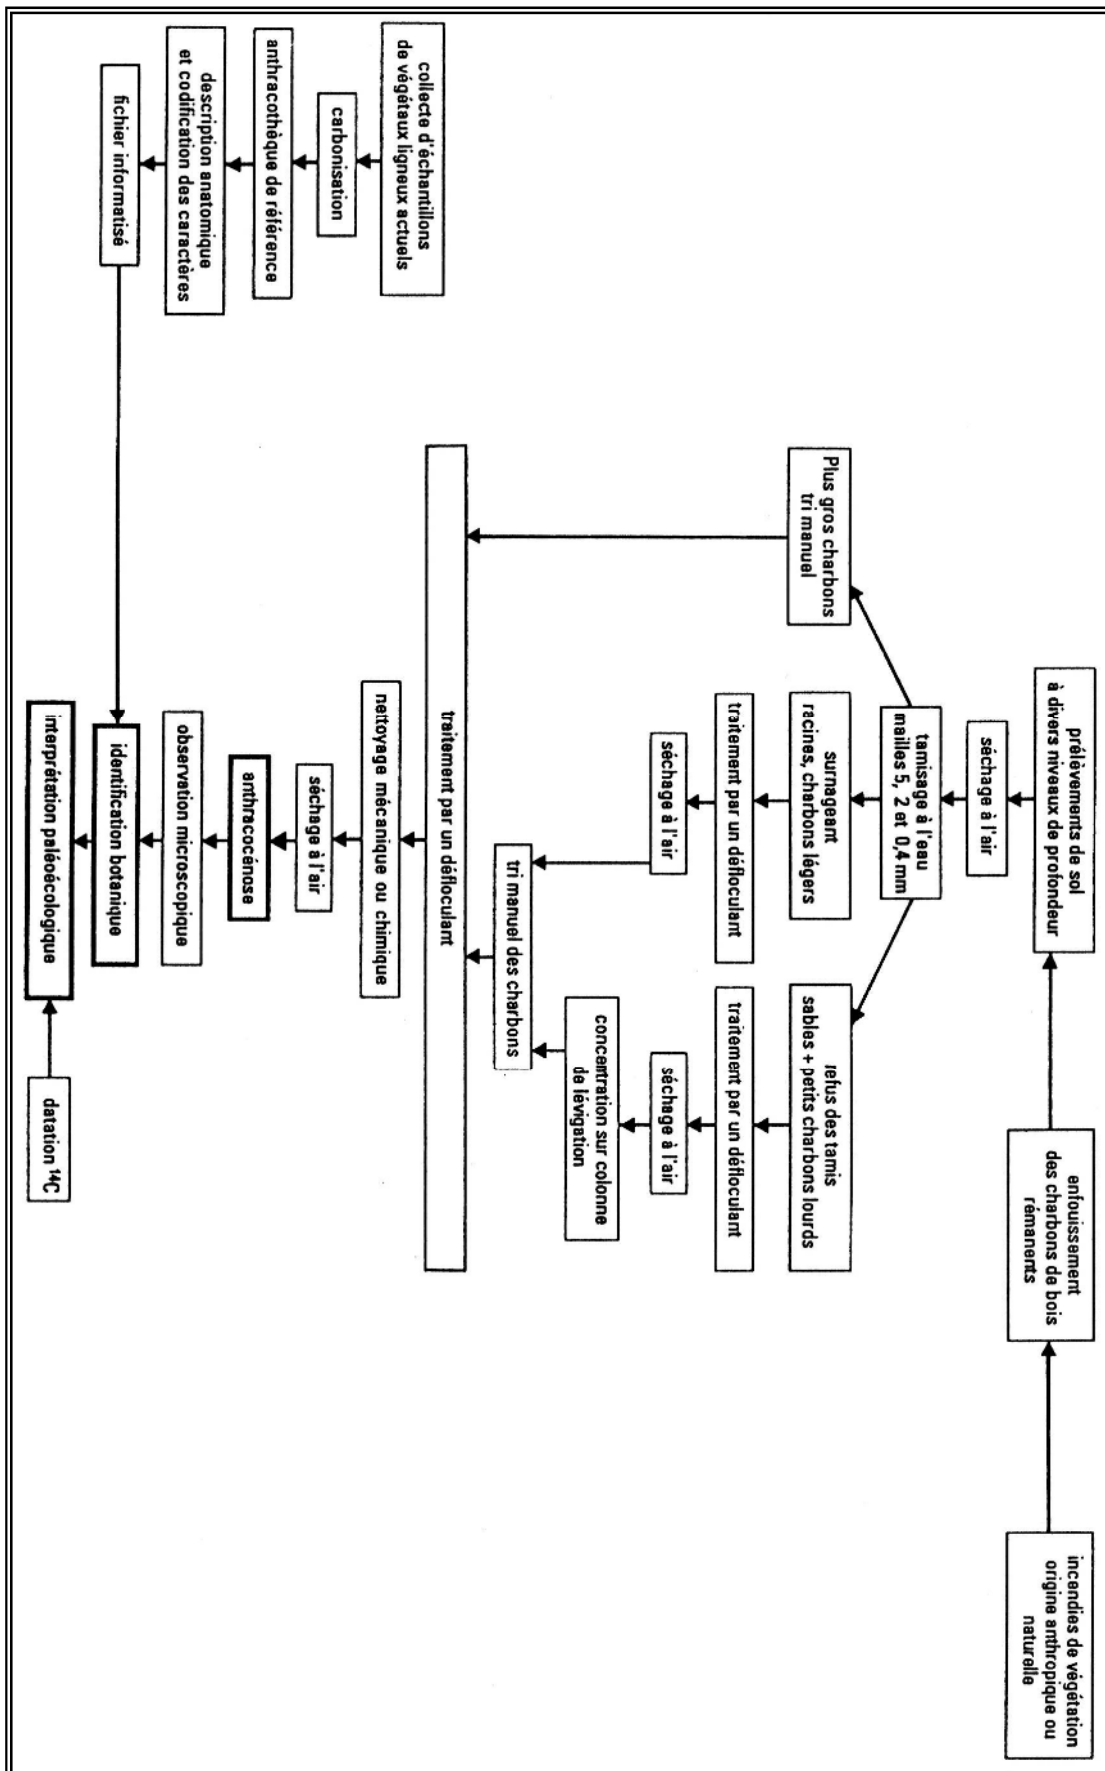 collecte d'échantillons
de végétaux ligneux actuels
carbonisation
anthracothèque de référence
description anatomique
et codification des caractères
fichier informatisé
prélèvements de sol
à divers niveaux de profondeur
enfouissement
des charbons de bois
rémanents
incendies de végétation
origine anthropique ou
naturelle
séchage à l'air
tamisage à l'eau
mailles 5, 2 et 0,4 mm
Plus gros charbons
tri manuel
surnageant
racines, charbons légers
refus des tamis
sables + petits charbons lourds
traitement par un défloculant
traitement par un défloculant
séchage à l'air
séchage à l'air
concentration sur colonne
de lévigation
tri manuel des charbons
traitement par un défloculant
nettoyage mécanique ou chimique
séchage à l'air
anthracocénose
observation microscopique
identification botanique
interprétation paléoécologique
datation 14C